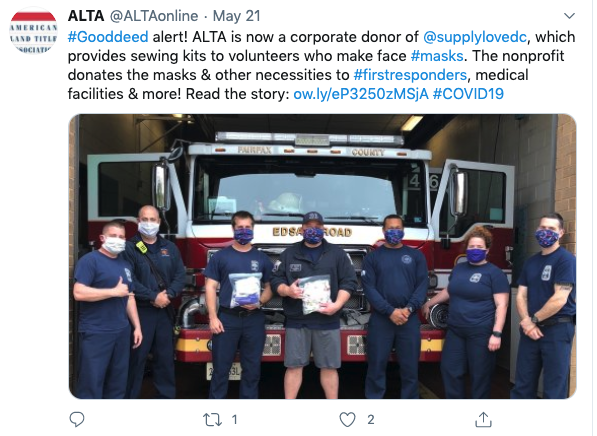 AMERICAN
LAND TITLE
ALTA @ALTAonline · May 21
#Gooddeed alert! ALTA is now a corporate donor of @supplylovedc, which
provides sewing kits to volunteers who make face #masks. The nonprofit
donates the masks & other necessities to #firstresponders, medical
facilities & more! Read the story: ow.ly/eP3250zMSjA #COVID19
FAIRFAX COUNTY
4 6
EDSALL ROAD
1
2